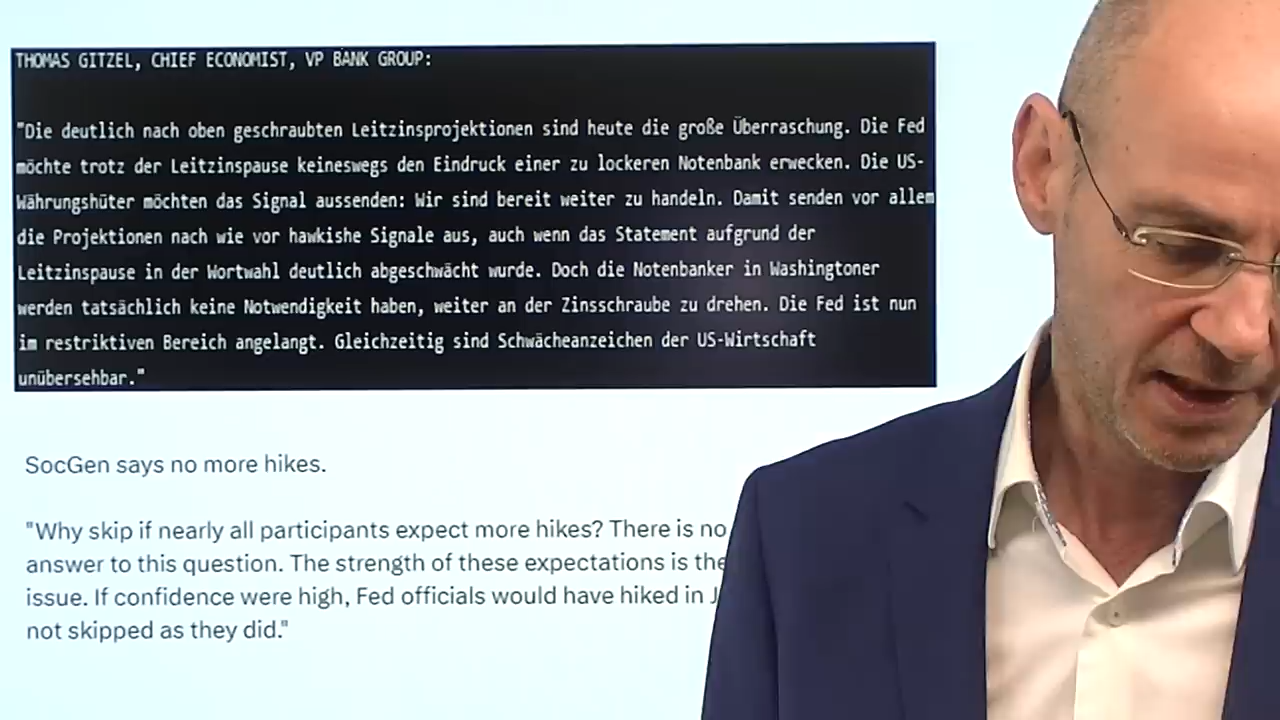 THOMAS GITZEL, CHIEF ECONOMIST, VP BANK GROUP:
"Die deutlich nach oben geschraubten Leitzinsprojektionen sind heute die große Überraschung. Die Fed
möchte trotz der Leitzinspause keineswegs den Eindruck einer zu lockeren Notenbank erwecken. Die US-
Währungshüter möchten das Signal aussenden: Wir sind bereit weiter zu handeln. Damit senden vor allem
die Projektionen nach wie vor hawkishe Signale aus, auch wenn das Statement aufgrund der
Leitzinspause in der Wortwahl deutlich abgeschwächt wurde. Doch die Notenbanker in Washingtoner
werden tatsächlich keine Notwendigkeit haben, weiter an der Zinsschraube zu drehen. Die Fed ist nun
im restriktiven Bereich angelangt. Gleichzeitig sind Schwächeanzeichen der US-Wirtschaft
unübersehbar."
SocGen says no more hikes.
"Why skip if nearly all participants expect more hikes? There is no
answer to this question. The strength of these expectations is the
issue. If confidence were high, Fed officials would have hiked in
not skipped as they did."